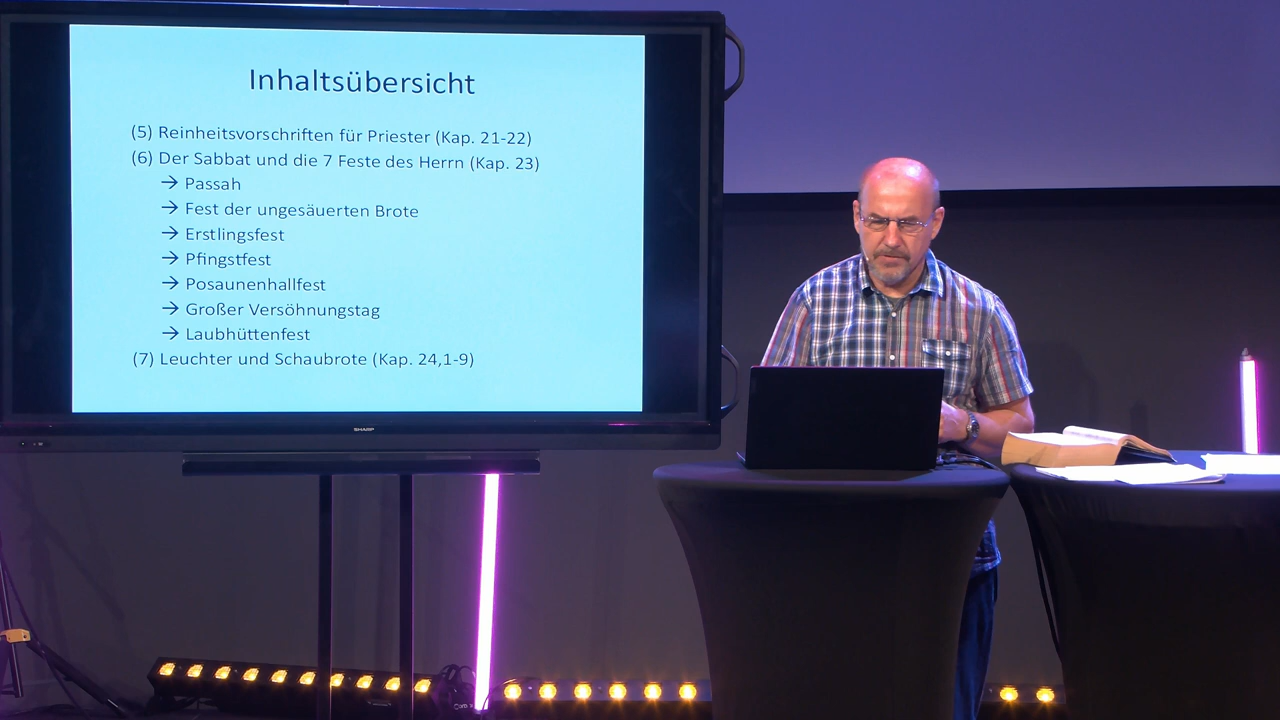 Inhaltsübersicht
(5) Reinheitsvorschriften für Priester (Kap. 21-22)
(6) Der Sabbat und die 7 Feste des Herrn (Kap. 23)
→ Passah
→ Fest der ungesäuerten Brote
→ Erstlingsfest
→ Pfingstfest
→ Posaunenhallfest
→ Großer Versöhnungstag
→ Laubhüttenfest
(7) Leuchter und Schaubrote (Kap. 24,1-9)
SHARP